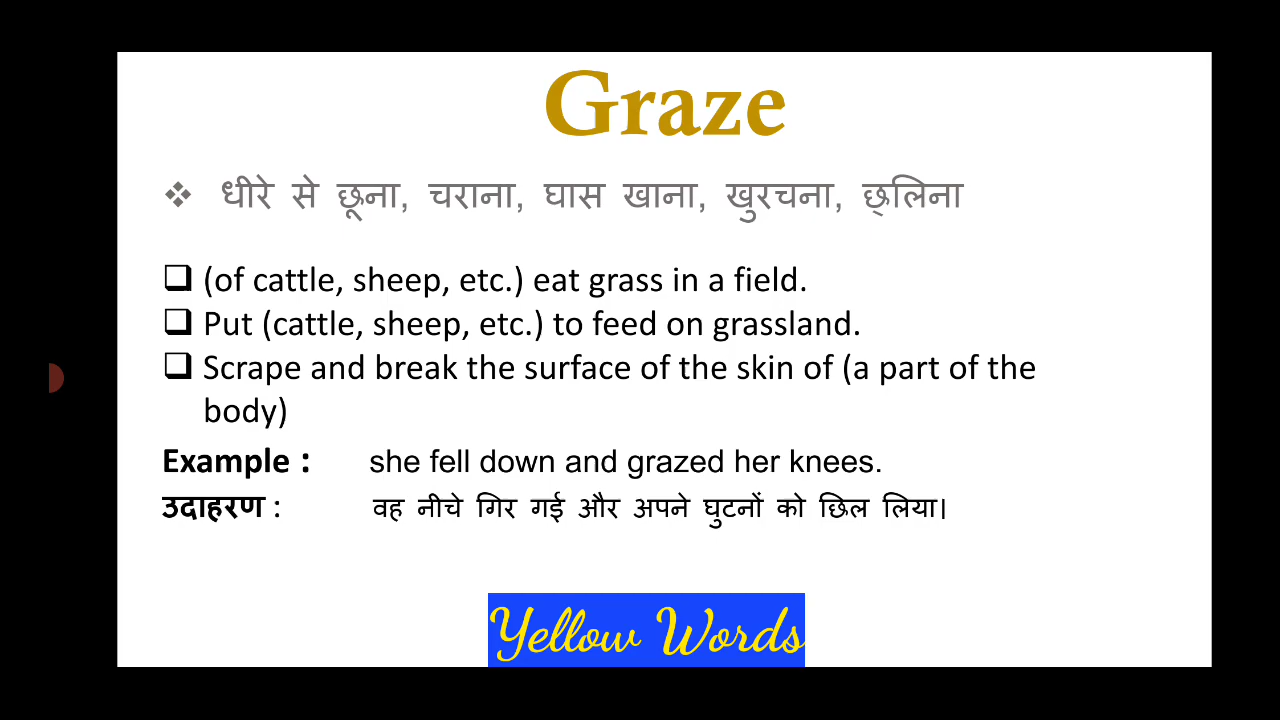 Graze
❖ धीरे से छूना, चराना, घास खाना, खुरचना, छ्लिना
❑ (of cattle, sheep, etc.) eat grass in a field.
❑ Put (cattle, sheep, etc.) to feed on grassland.
❑ Scrape and break the surface of the skin of (a part of the
body)
Example : she fell down and grazed her knees.
उदाहरण : वह नीचे गिर गई और अपने घुटनों को छिल लिया।
Yellow Words